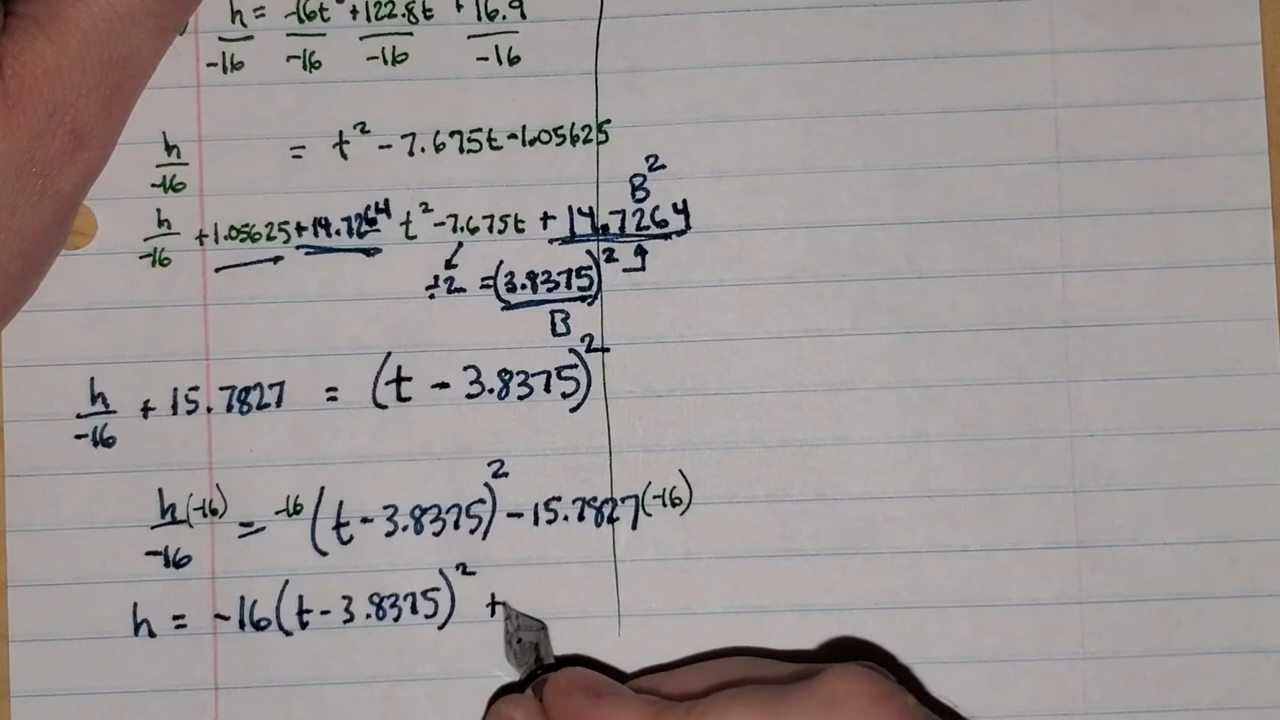 h = -16t² + 122.8t + 16.9
-16 -16 -16 -16
h/-16 = t² - 7.675t - 1.05625
B²
h/-16 + 1.05625 + 14.7264 t² - 7.675t + 14.7264
÷2 = (3.8375)²
B
h/-16 + 15.7827 = (t - 3.8375)²
h/-16 (-16) = -16 (t - 3.8375)² - 15.7827(-16)
h = -16(t - 3.8375)² +